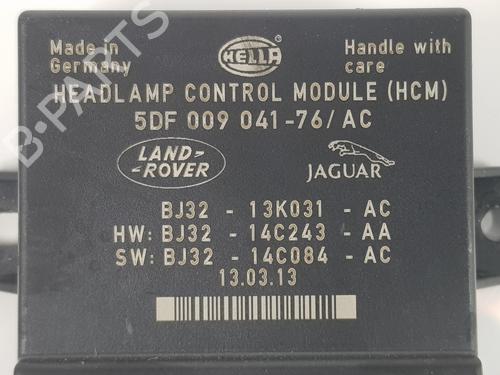 Made in
Germany
HELLA
Handle with
care
HEADLAMP CONTROL MODULE (HCM)
5DF 009 041-76/AC
LAND-
-ROVER
JAGUAR
BJ32 - 13K031 - AC
HW: BJ32 - 14C243 - AA
SW: BJ32 - 14C084 - AC
13.03.13
B-PARTS